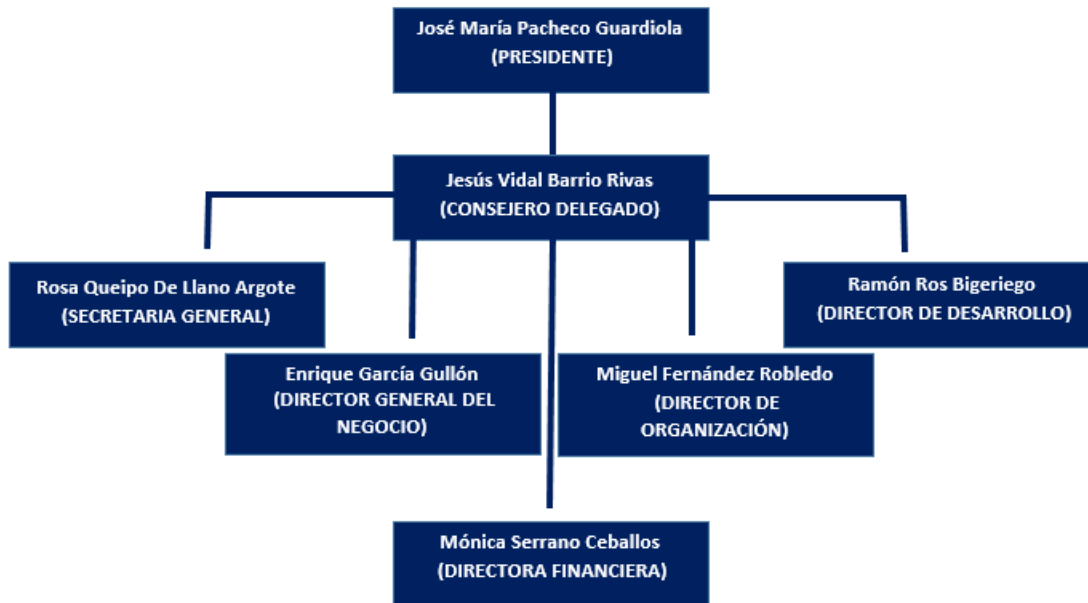 José María Pacheco Guardiola
(PRESIDENTE)
Jesús Vidal Barrio Rivas
(CONSEJERO DELEGADO)
Rosa Queipo De Llano Argote
(SECRETARIA GENERAL)
Ramón Ros Bigeriego
(DIRECTOR DE DESARROLLO)
Enrique García Gullón
(DIRECTOR GENERAL DEL
NEGOCIO)
Miguel Fernández Robledo
(DIRECTOR DE
ORGANIZACIÓN)
Mónica Serrano Ceballos
(DIRECTORA FINANCIERA)